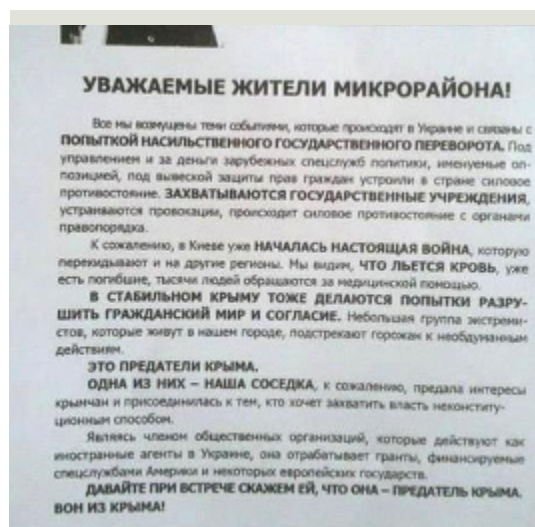 УВАЖАЕМЫЕ ЖИТЕЛИ МИКРОРАЙОНА!
Все мы возмущены теми событиями, которые происходят в Украине и связаны с
ПОПЫТКОЙ НАСИЛЬСТВЕННОГО ГОСУДАРСТВЕННОГО ПЕРЕВОРОТА. Под
управлением и за деньги зарубежных спецслужб политики, именуемые оп-
позицией, под вывеской защиты прав граждан устроили в стране силовое
противостояние. ЗАХВАТЫВАЮТСЯ ГОСУДАРСТВЕННЫЕ УЧРЕЖДЕНИЯ,
устраиваются провокации, происходит силовое противостояние с органами
правопорядка.
К сожалению, в Киеве уже НАЧАЛАСЬ НАСТОЯЩАЯ ВОЙНА, которую
перекидывают и на другие регионы. Мы видим, ЧТО ЛЬЕТСЯ КРОВЬ, уже
есть погибшие, тысячи людей обращаются за медицинской помощью.
В СТАБИЛЬНОМ КРЫМУ ТОЖЕ ДЕЛАЮТСЯ ПОПЫТКИ РАЗРУ-
ШИТЬ ГРАЖДАНСКИЙ МИР И СОГЛАСИЕ. Небольшая группа экстреми-
стов, которые живут в нашем городе, подстрекают горожан к необдуманным
действиям.
ЭТО ПРЕДАТЕЛИ КРЫМА.
ОДНА ИЗ НИХ – НАША СОСЕДКА, к сожалению, предала интересы
крымчан и присоединилась к тем, кто хочет захватить власть неконститу-
ционным способом.
Являясь членом общественных организаций, которые действуют как
иностранные агенты в Украине, она отрабатывает гранты, финансируемые
спецслужбами Америки и некоторых европейских государств.
ДАВАЙТЕ ПРИ ВСТРЕЧЕ СКАЖЕМ ЕЙ, ЧТО ОНА – ПРЕДАТЕЛЬ КРЫМА.
ВОН ИЗ КРЫМА!